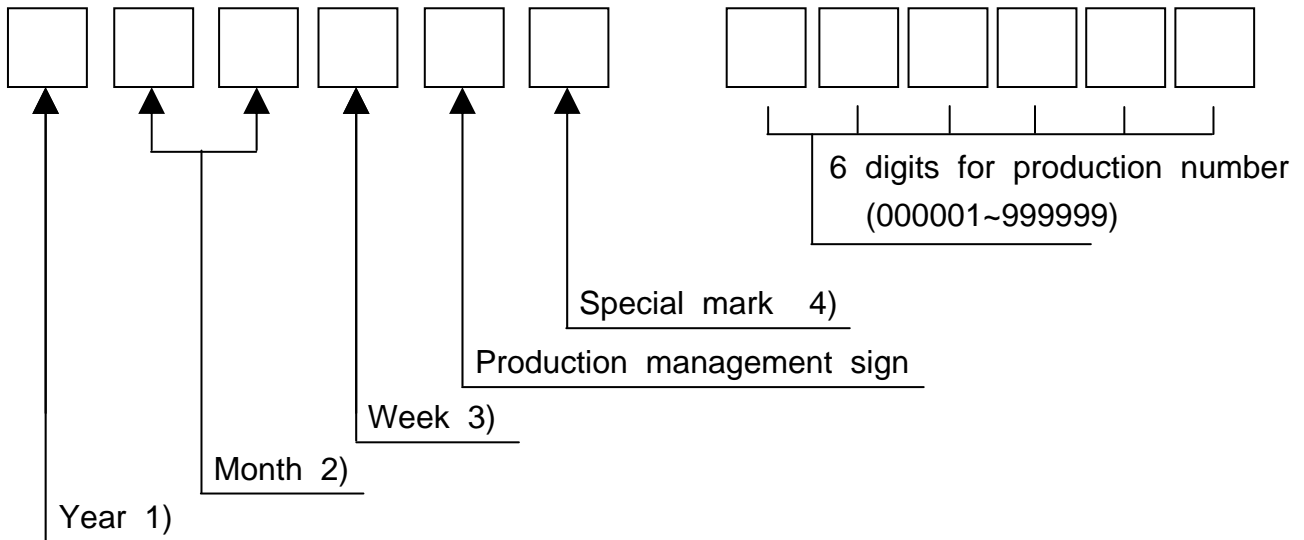 6 digits for production number
(000001~999999)
Special mark 4)
Production management sign
Week 3)
Month 2)
Year 1)